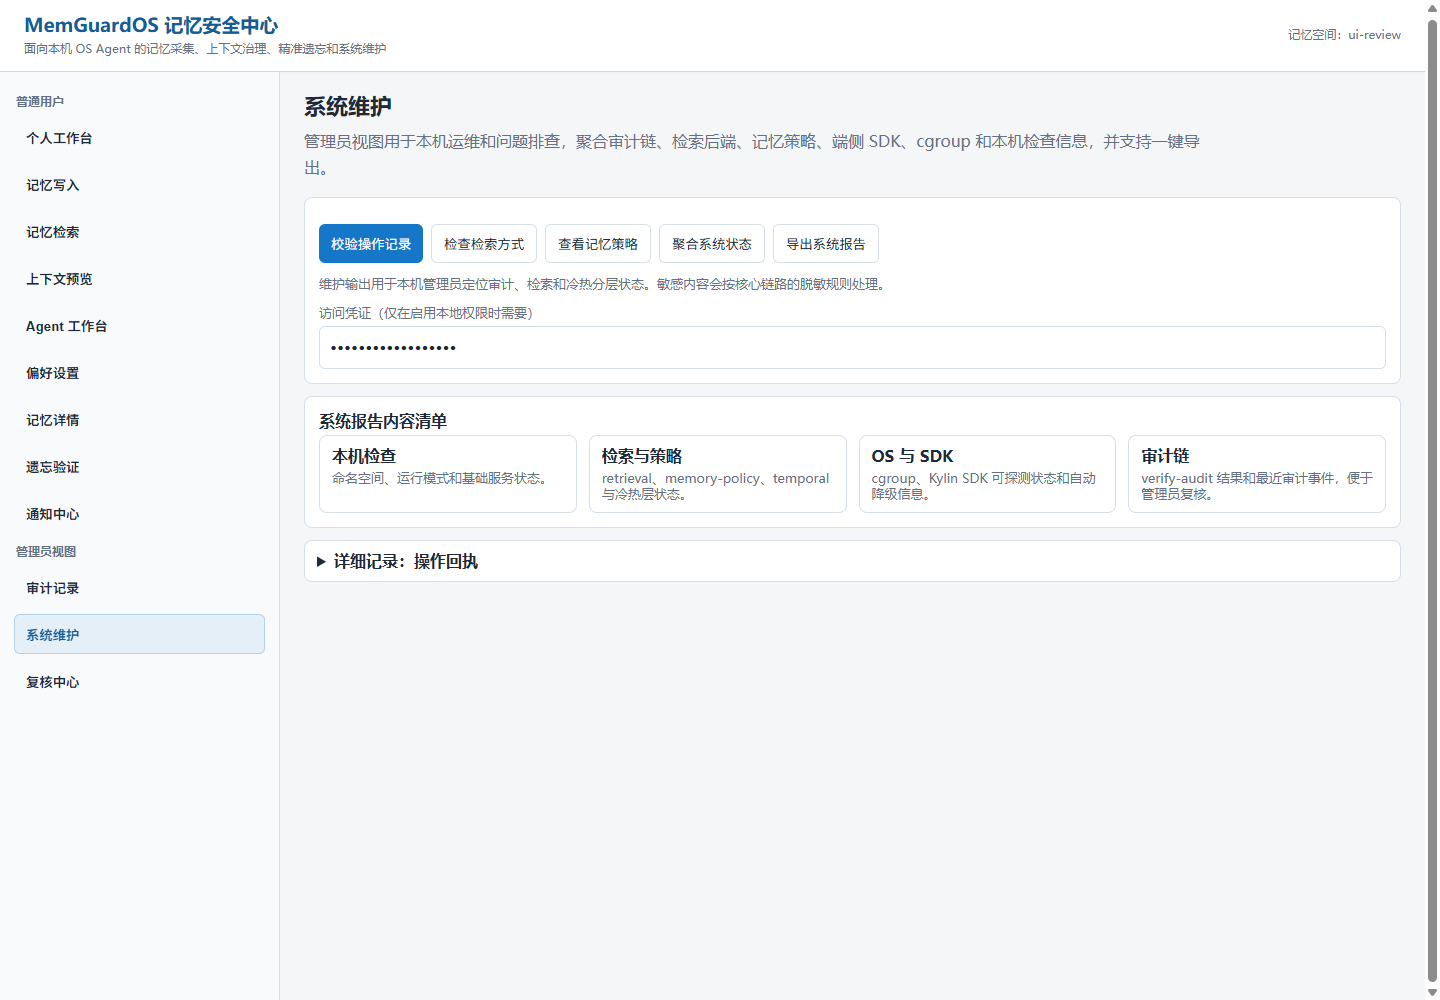 MemGuardOS 记忆安全中心
面向本机 OS Agent 的记忆采集、上下文治理、精准遗忘和系统维护
记忆空间：ui-review
普通用户
个人工作台
记忆写入
记忆检索
上下文预览
Agent 工作台
偏好设置
记忆详情
遗忘验证
通知中心
管理员视图
审计记录
系统维护
复核中心
系统维护
管理员视图用于本机运维和问题排查，聚合审计链、检索后端、记忆策略、端侧 SDK、cgroup 和本机检查信息，并支持一键导
出。
校验操作记录 检查检索方式 查看记忆策略 聚合系统状态 导出系统报告
维护输出用于本机管理员定位审计、检索和冷热分层状态。敏感内容会按核心链路的脱敏规则处理。
访问凭证（仅在启用本地权限时需要）
••••••••••••••••••
系统报告内容清单
本机检查
命名空间、运行模式和基础服务状态。
检索与策略
retrieval、memory-policy、temporal
与冷热层状态。
OS 与 SDK
cgroup、Kylin SDK 可探测状态和自动
降级信息。
审计链
verify-audit 结果和最近审计事件，便于
管理员复核。
▶ 详细记录：操作回执